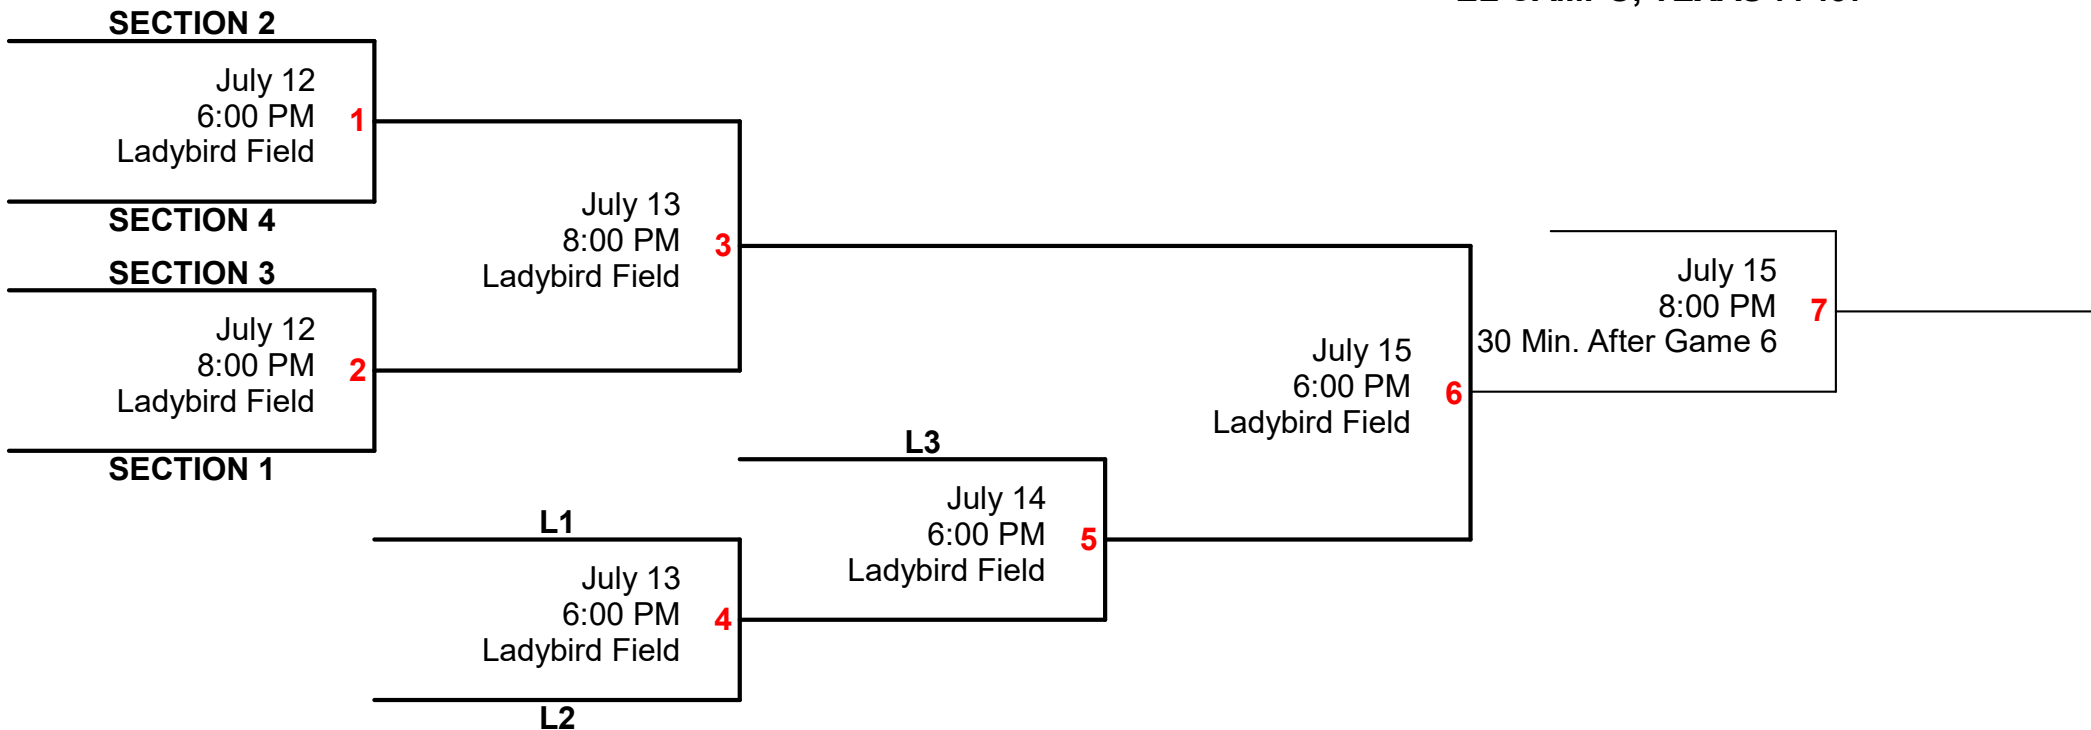 SECTION 2
July 12
6:00 PM
1
Ladybird Field
SECTION 4
SECTION 3
July 12
8:00 PM
2
Ladybird Field
SECTION 1
July 13
8:00 PM
3
Ladybird Field
L1
July 13
6:00 PM
4
Ladybird Field
L2
L3
July 14
6:00 PM
5
Ladybird Field
July 15
6:00 PM
6
Ladybird Field
July 15
8:00 PM
7
30 Min. After Game 6